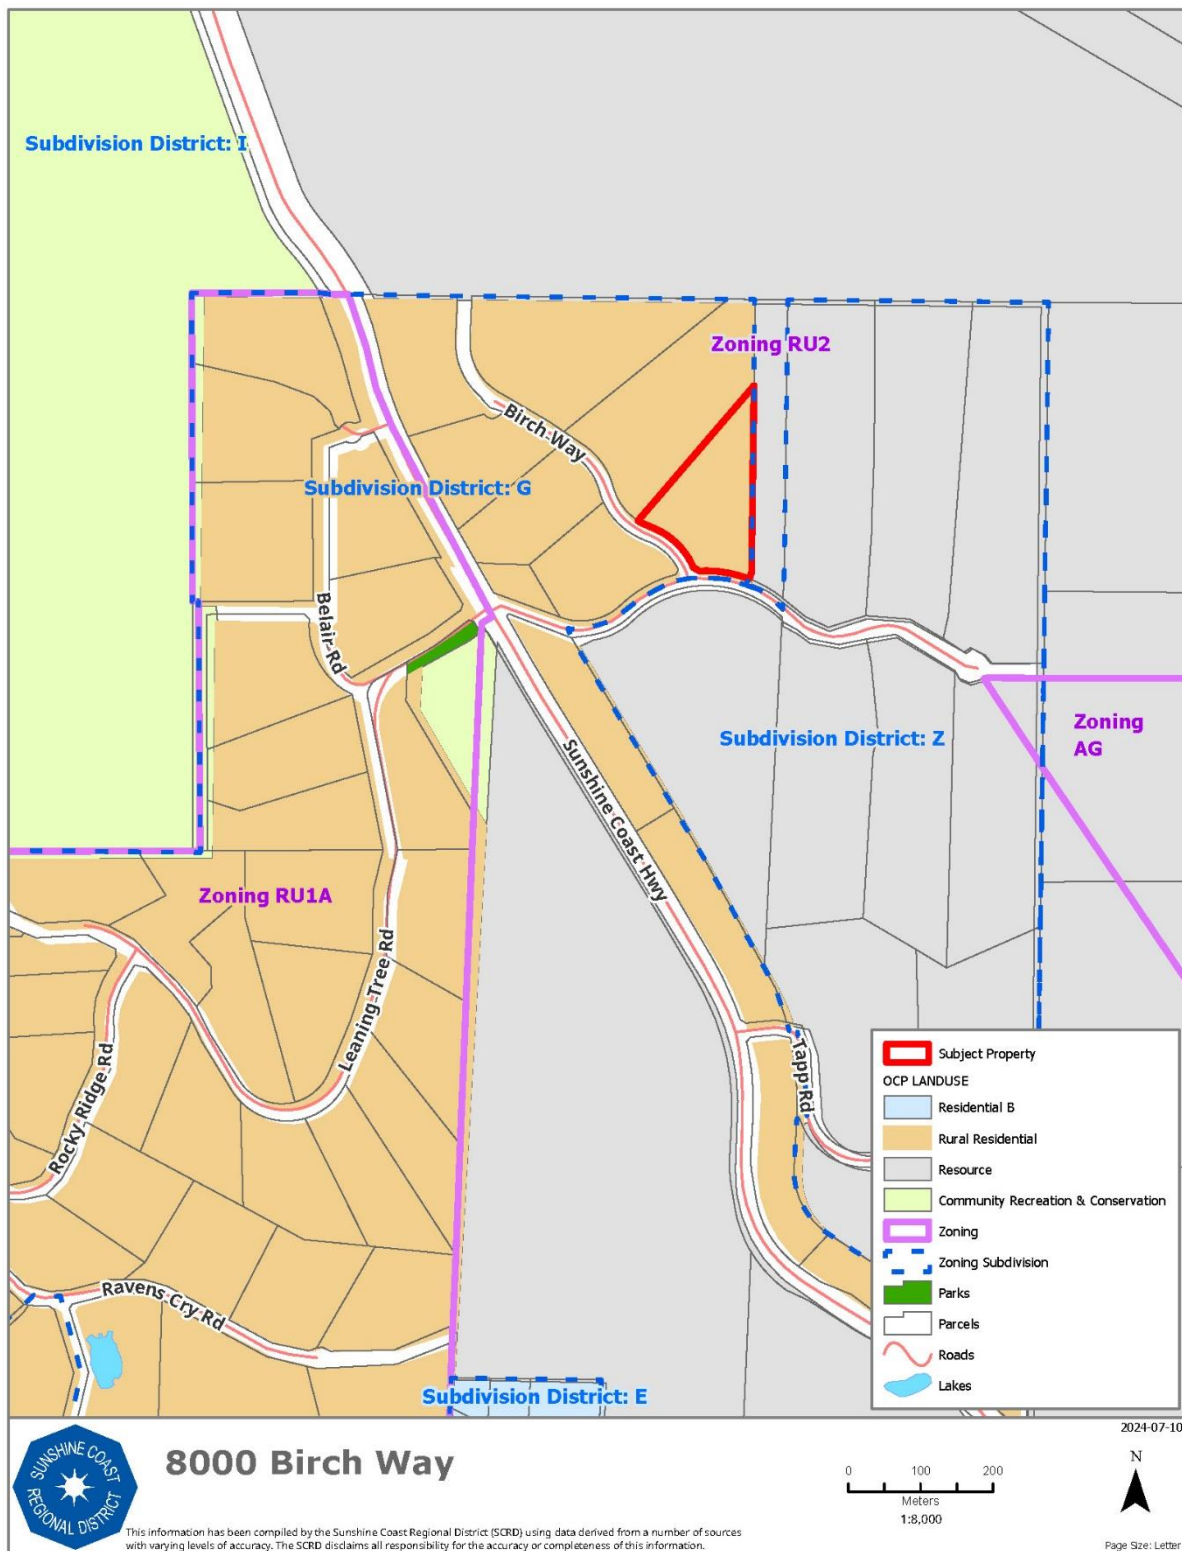 Subdivision District: I
Zoning RU2
Birch Way
Subdivision District: G
Belair Rd
Zoning
AG
Subdivision District: Z
Sunshine Coast Hwy
Zoning RU1A
Leaning Tree Rd
Rocky Ridge Rd
Tapp Rd
Ravens Cry Rd
Subdivision District: E
Subject Property
OCP LANDUSE
Residential B
Rural Residential
Resource
Community Recreation & Conservation
Zoning
Zoning Subdivision
Parks
Parcels
Roads
Lakes
2024-07-10
SUNSHINE COAST
REGIONAL DISTRICT
8000 Birch Way
0 100 200
Meters
1:8,000
N
This information has been compiled by the Sunshine Coast Regional District (SCRD) using data derived from a number of sources
with varying levels of accuracy. The SCRD disclaims all responsibility for the accuracy or completeness of this information.
Page Size: Letter